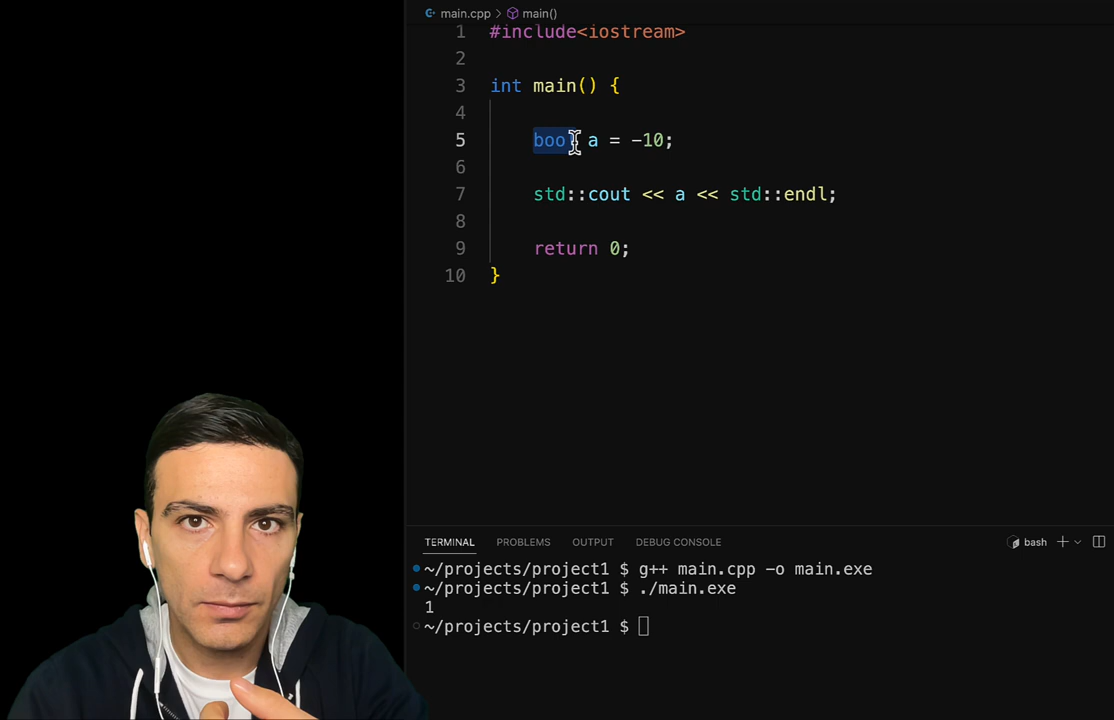 main.cpp > main()
1 #include<iostream>
2
3 int main() {
4
5 bool a = -10;
6
7 std::cout << a << std::endl;
8
9 return 0;
10 }
TERMINAL PROBLEMS OUTPUT DEBUG CONSOLE bash
~/projects/project1 $ g++ main.cpp -o main.exe
~/projects/project1 $ ./main.exe
1
~/projects/project1 $